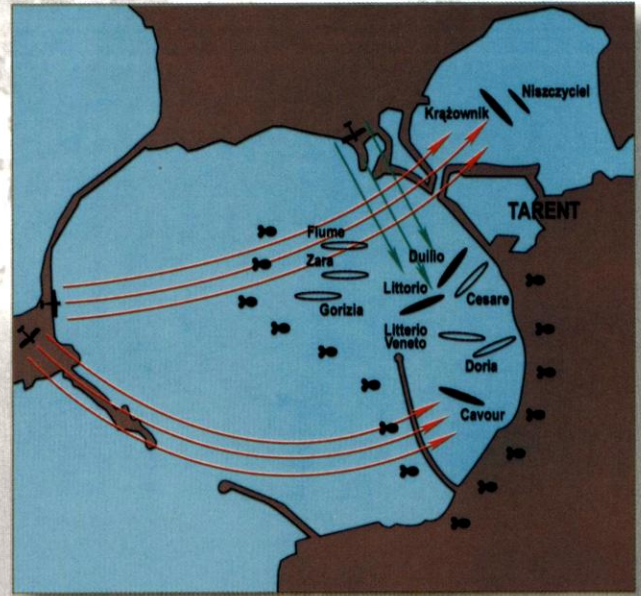 Niszczyciel
Krążownik
TARENT
Fiume
Zara
Gorizia
Duilio
Littorio
Cesare
Litterio
Veneto
Doria
Cavour